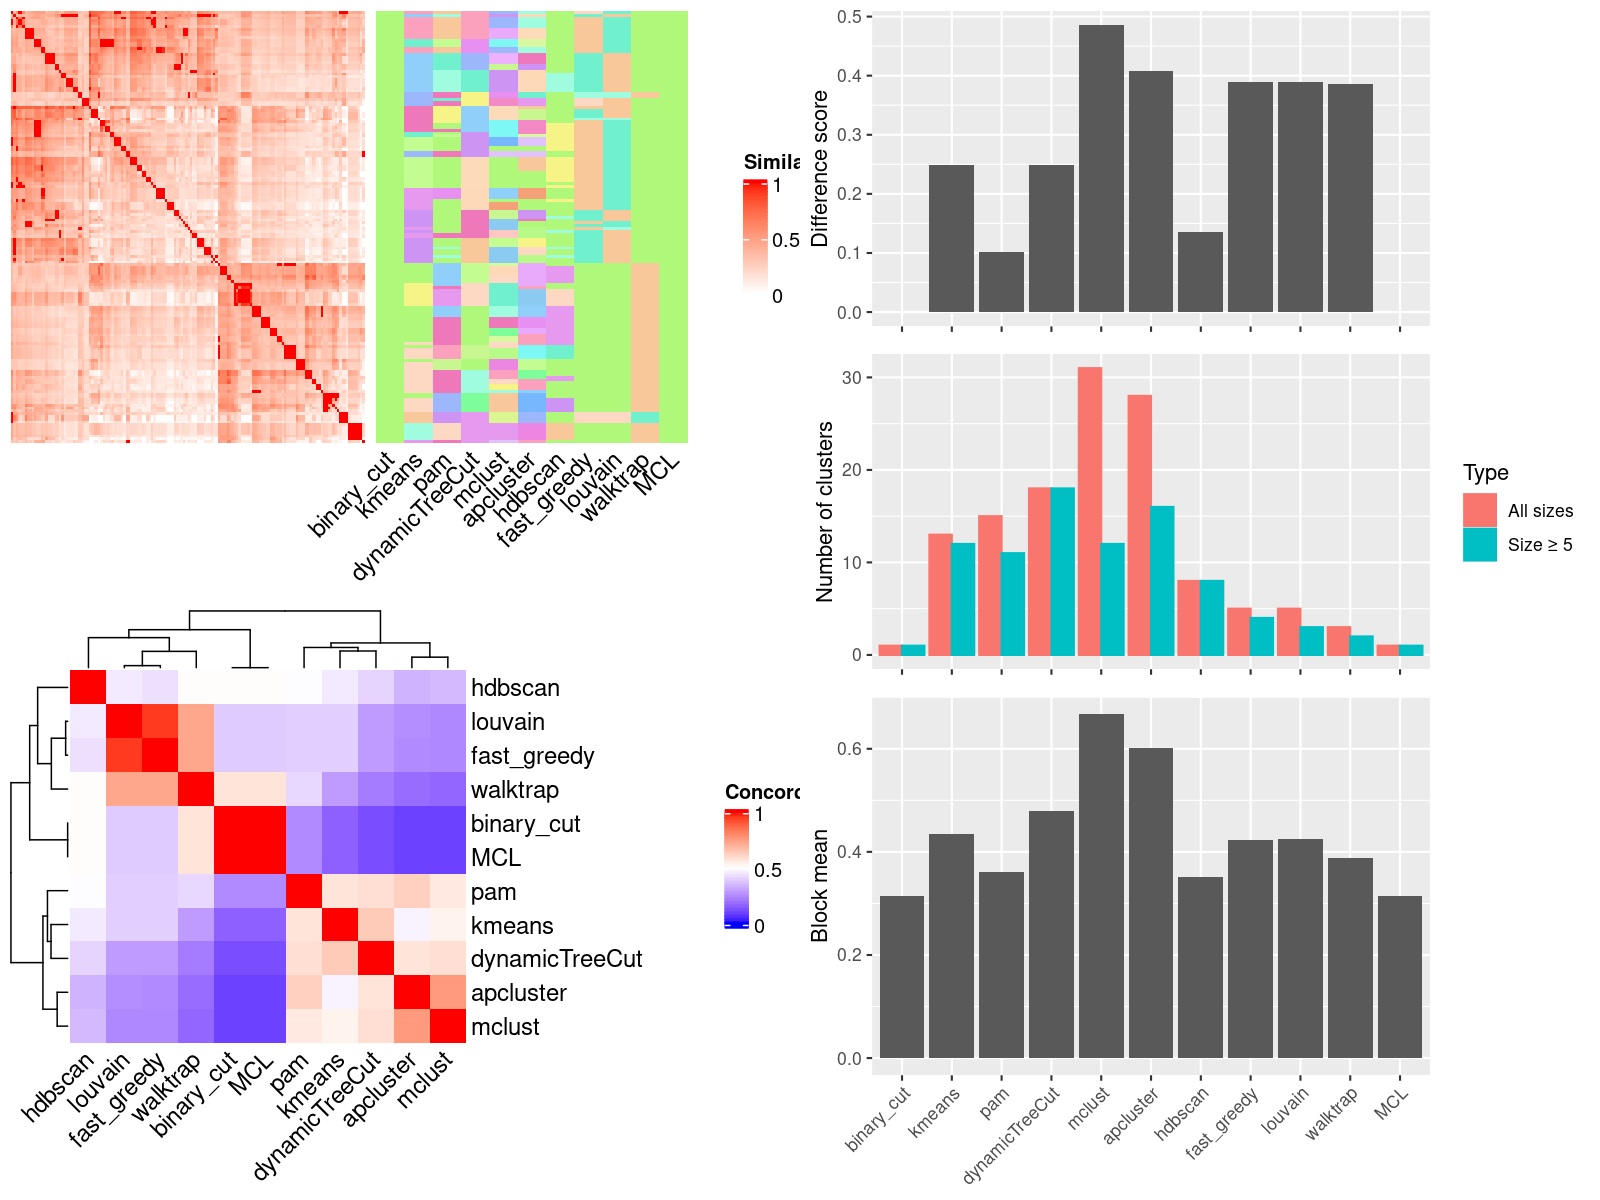 Simila
1
0.5
0
binary_cut
kmeans
pam
dynamicTreeCut
mclust
apcluster
hdbscan
fast_greedy
louvain
walktrap
MCL
hdbscan
louvain
fast_greedy
walktrap
binary_cut
MCL
pam
kmeans
dynamicTreeCut
apcluster
mclust
hdbscan
louvain
fast_greedy
walktrap
binary_cut
MCL
pam
kmeans
dynamicTreeCut
apcluster
mclust
Concord
1
0.5
0
Difference score
0.5
0.4
0.3
0.2
0.1
0.0
Number of clusters
30
20
10
0
Type
All sizes
Size ≥ 5
Block mean
0.6
0.4
0.2
0.0
binary_cut
kmeans
pam
dynamicTreeCut
mclust
apcluster
hdbscan
fast_greedy
louvain
walktrap
MCL